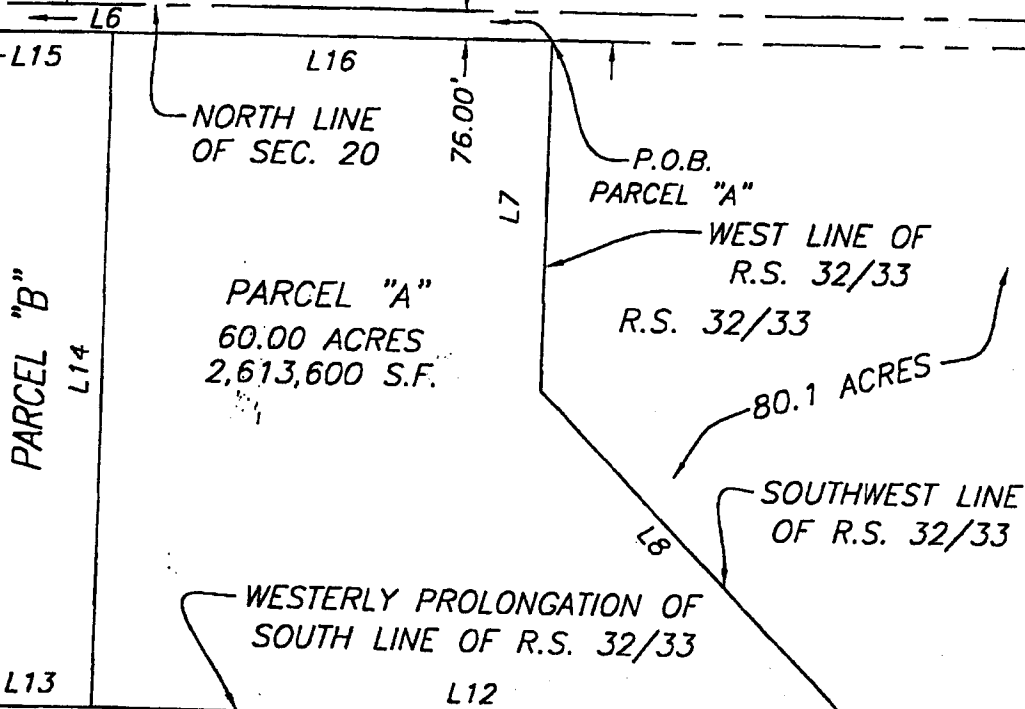 L6
L15
L16
NORTH LINE
OF SEC. 20
76.00'
P.O.B.
PARCEL "A"
L7
WEST LINE OF
R.S. 32/33
R.S. 32/33
PARCEL "B"
L14
PARCEL "A"
60.00 ACRES
2,613,600 S.F.
80.1 ACRES
SOUTHWEST LINE
OF R.S. 32/33
L8
WESTERLY PROLONGATION OF
SOUTH LINE OF R.S. 32/33
L13
L12